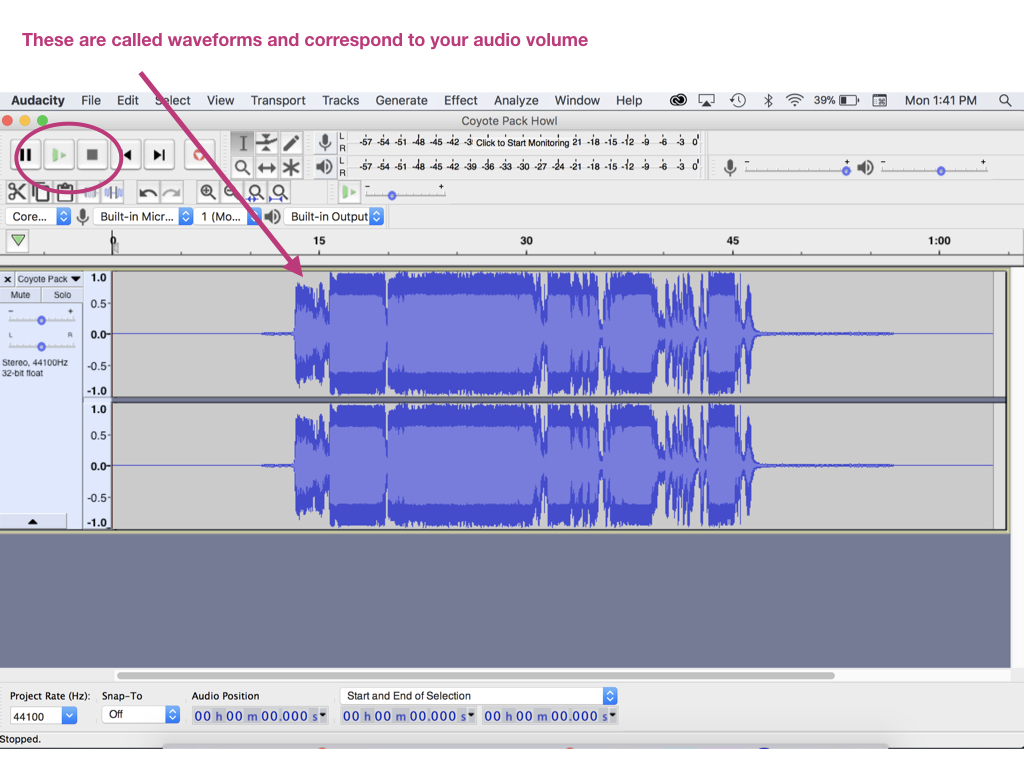 These are called waveforms and correspond to your audio volume
Audacity File Edit Select View Transport Tracks Generate Effect Analyze Window Help 39% Mon 1:41 PM
Coyote Pack Howl
L R -57 -54 -51 -48 -45 -42 Click to Start Monitoring 21 -18 -15 -12 -9 -6 -3 0
L R -57 -54 -51 -48 -45 -42 -39 -36 -33 -30 -27 -24 -21 -18 -15 -12 -9 -6 -3 0
- + - +
- +
Core... Built-in Micr... 1 (Mo... Built-in Output
0 15 30 45 1:00
x Coyote Pack 1.0
Mute Solo
- + 0.5
L R 0.0
Stereo, 44100Hz -0.5
32-bit float
-1.0
1.0
0.5
0.0
-0.5
-1.0
Project Rate (Hz): Snap-To Audio Position Start and End of Selection
44100 Off 00 h 00 m 00.000 s 00 h 00 m 00.000 s 00 h 00 m 00.000 s
Stopped.